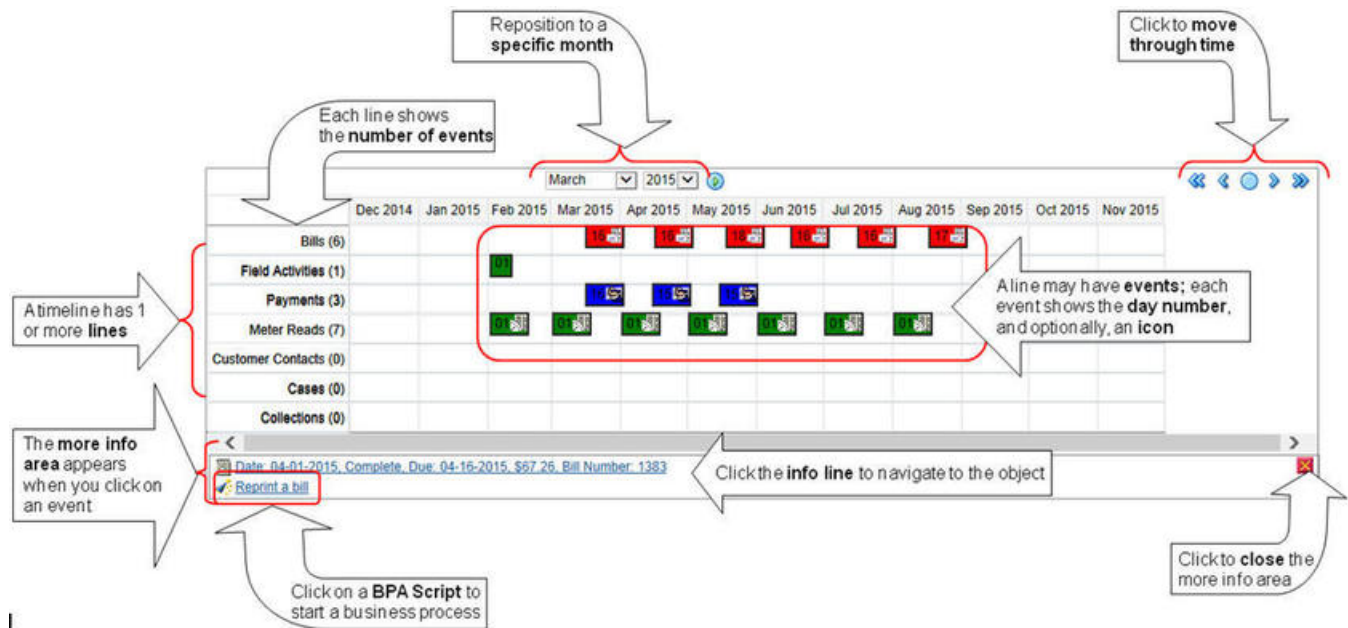 Reposition to a
specific month
Click to move
through time
Each line shows
the number of events
March 2015
Dec 2014 Jan 2015 Feb 2015 Mar 2015 Apr 2015 May 2015 Jun 2015 Jul 2015 Aug 2015 Sep 2015 Oct 2015 Nov 2015
Bills (6) 16 16 18 16 16 17
Field Activities (1) 01
Payments (3)
Meter Reads (7) 01 01 01 01 01 01 01
Customer Contacts (0)
Cases (0)
Collections (0)
A timeline has 1
or more lines
A line may have events; each
event shows the day number,
and optionally, an icon
The more info
area appears
when you click on
an event
Date: 04-01-2015, Complete, Due: 04-16-2015, $67.26, Bill Number: 1383
Reprint a bill
Click the info line to navigate to the object
Click on a BPA Script to
start a business process
Click to close the
more info area